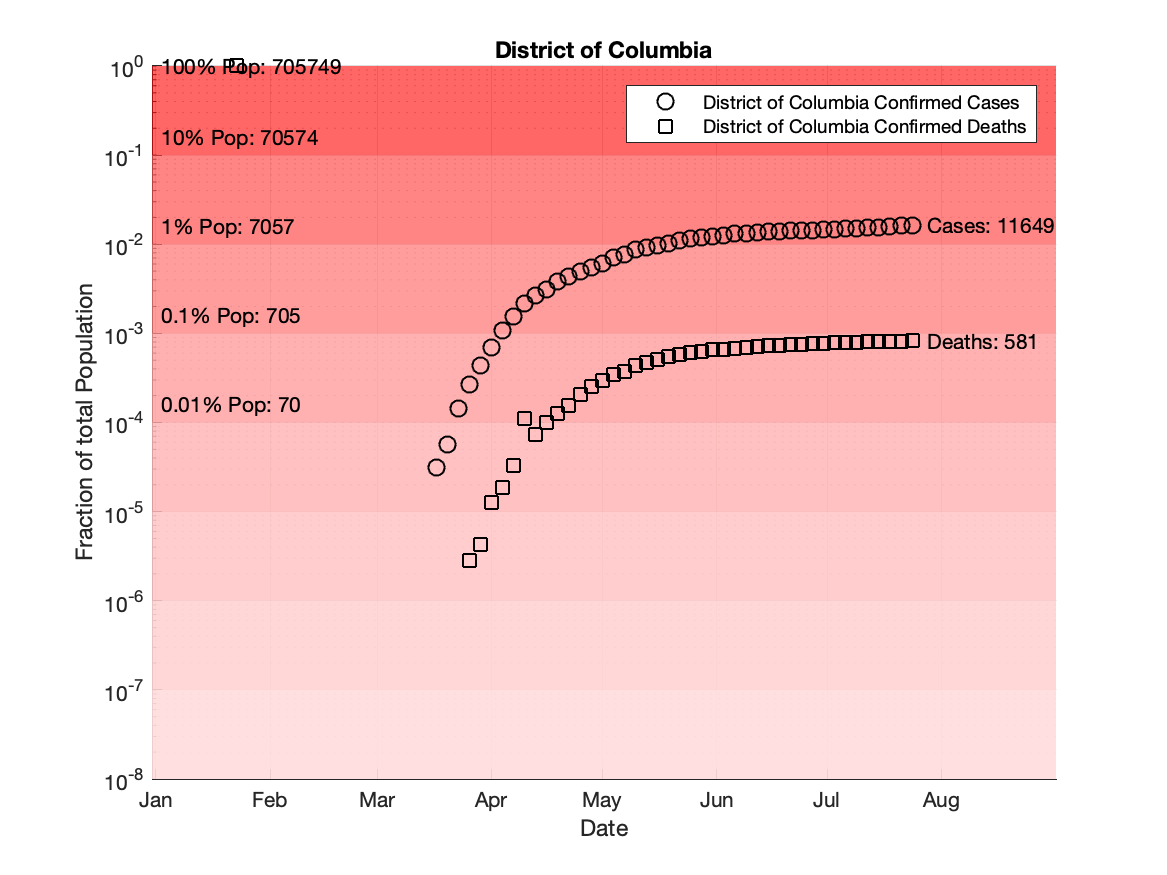 District of Columbia
10^0
100% Pop: 705749
District of Columbia Confirmed Cases
District of Columbia Confirmed Deaths
10% Pop: 70574
10^-1
1% Pop: 7057
Cases: 11649
10^-2
0.1% Pop: 705
10^-3
Deaths: 581
0.01% Pop: 70
10^-4
10^-5
10^-6
10^-7
10^-8
Fraction of total Population
Jan Feb Mar Apr May Jun Jul Aug
Date